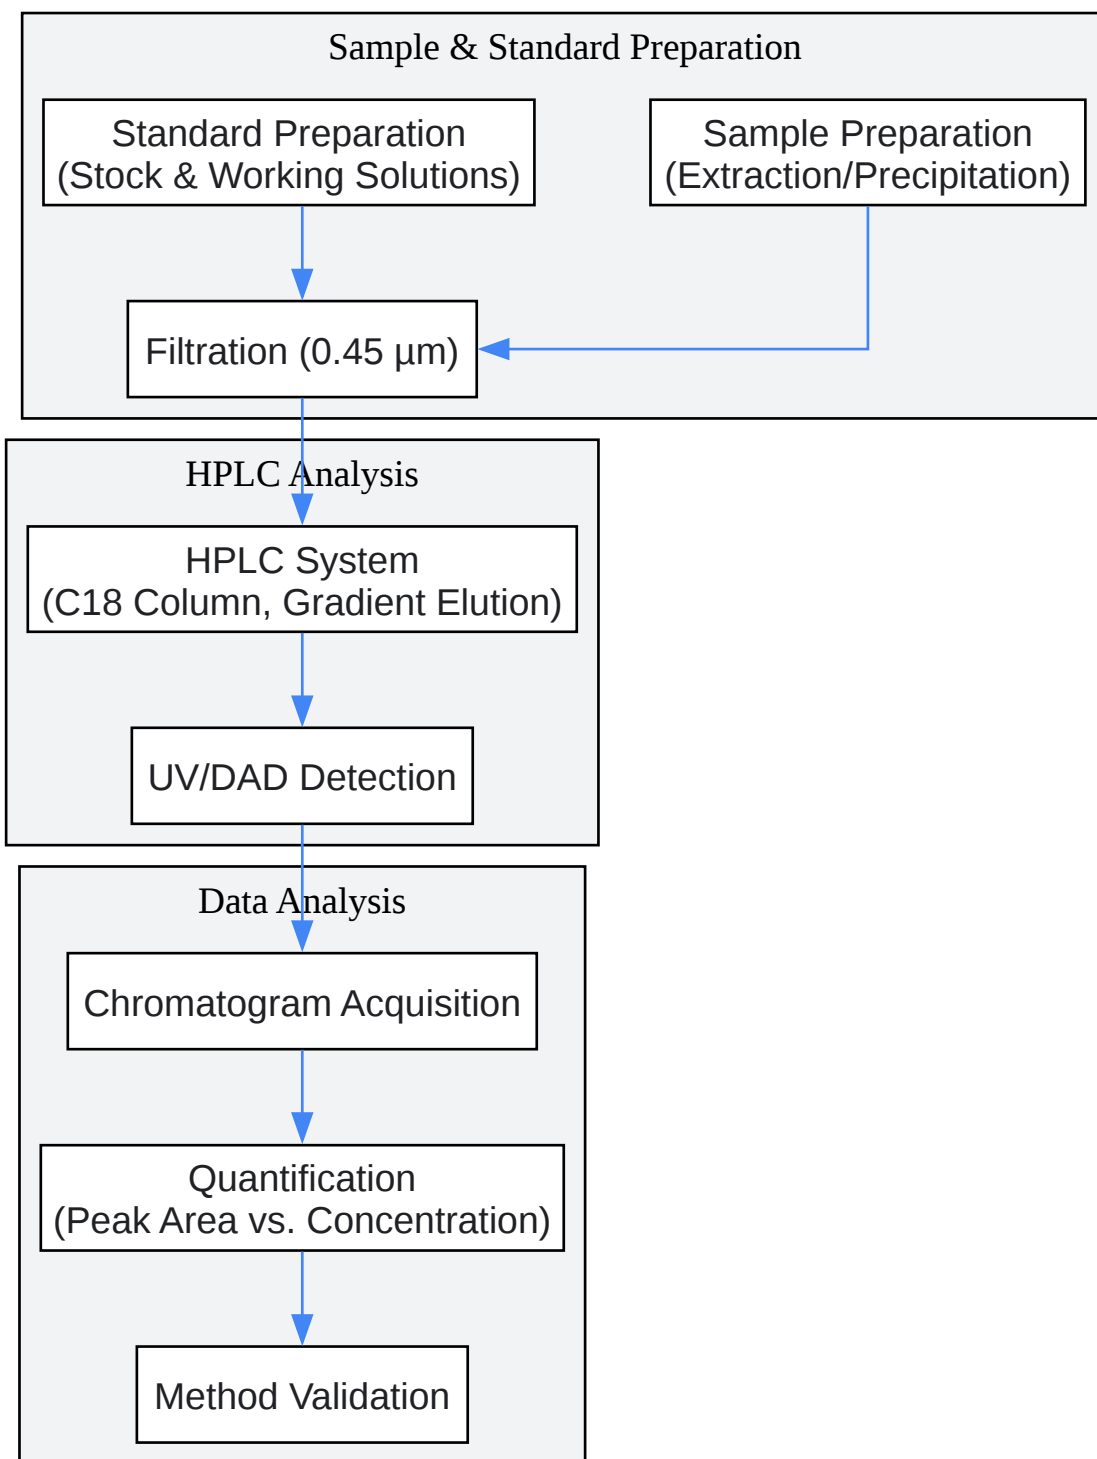 Sample & Standard Preparation
Standard Preparation
(Stock & Working Solutions)
Sample Preparation
(Extraction/Precipitation)
Filtration (0.45 µm)
HPLC Analysis
HPLC System
(C18 Column, Gradient Elution)
UV/DAD Detection
Data Analysis
Chromatogram Acquisition
Quantification
(Peak Area vs. Concentration)
Method Validation